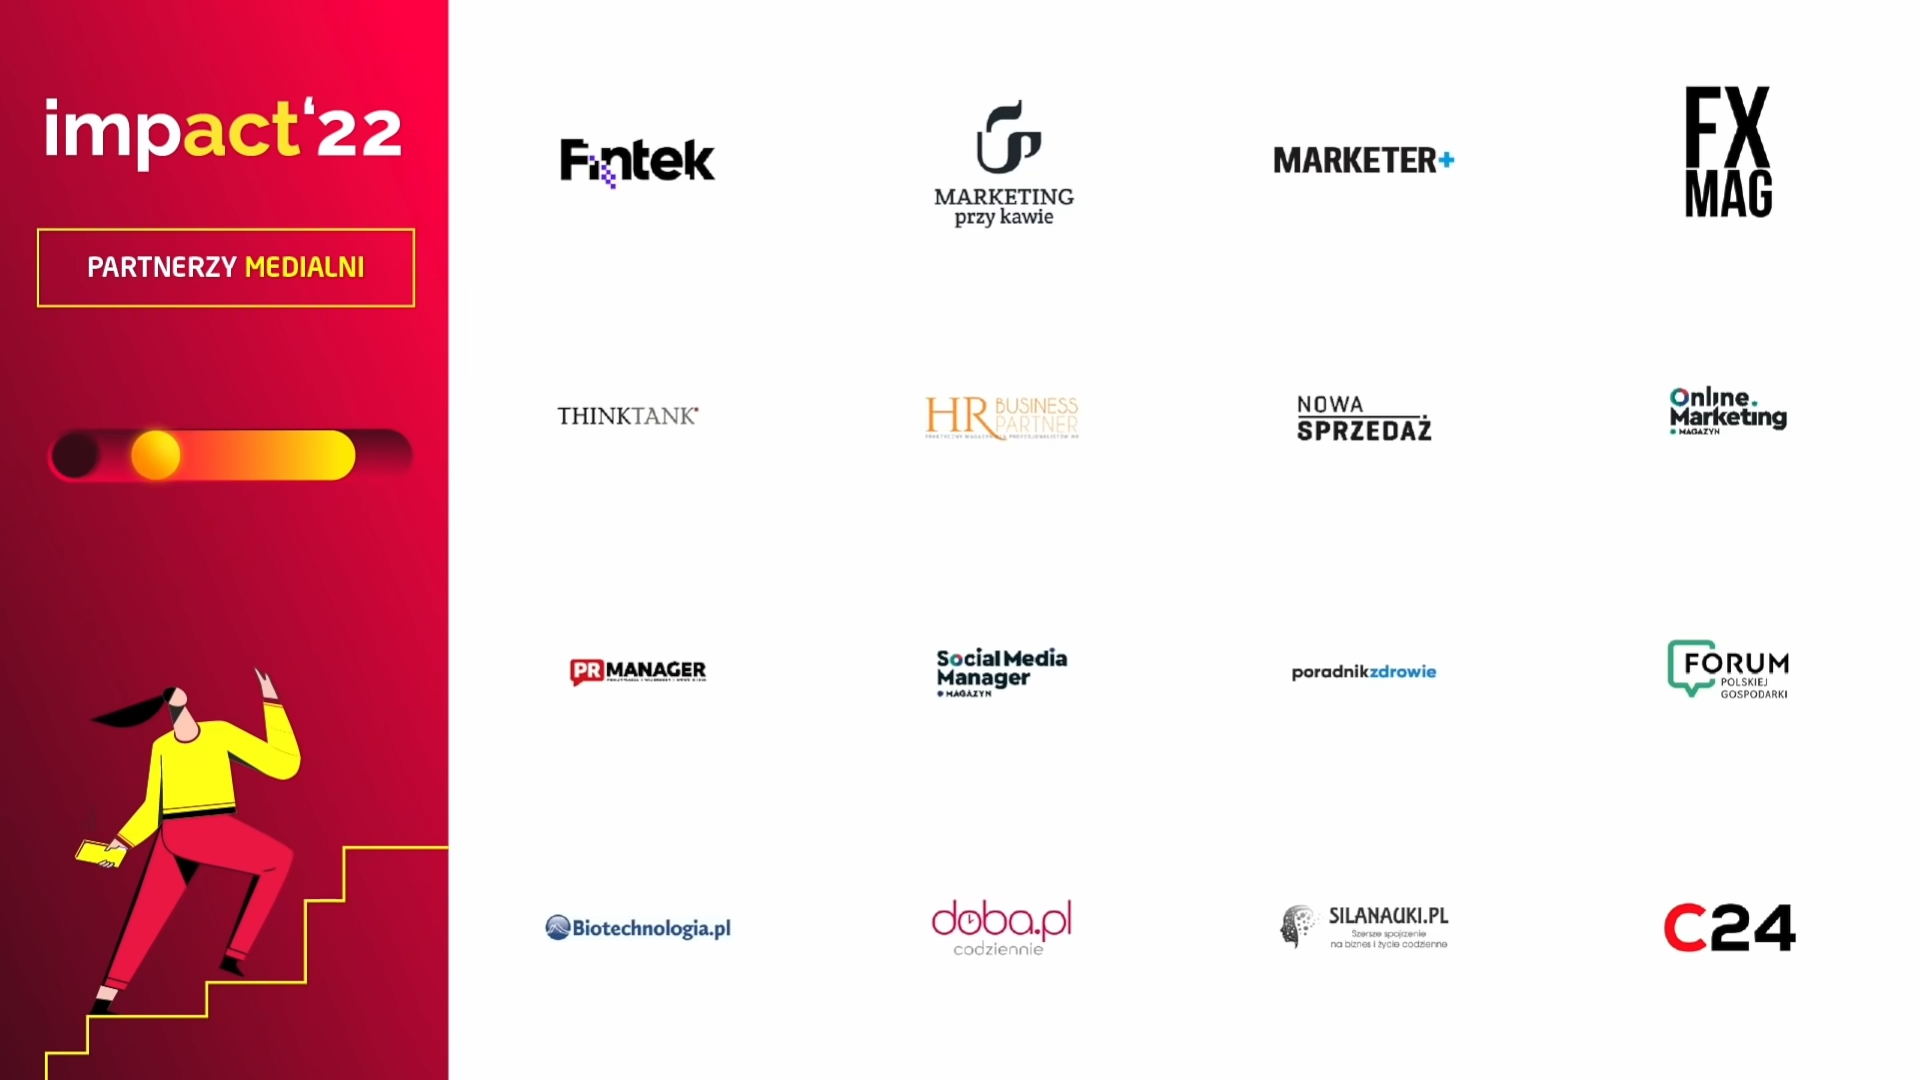 impact‘22
PARTNERZY MEDIALNI
Fintek
MARKETING
przy kawie
MARKETER+
FX
MAG
THINKTANK
HR BUSINESS
PARTNER
NOWA
SPRZEDAŻ
Online.
Marketing
MAGAZYN
PR MANAGER
Social Media
Manager
MAGAZYN
poradnikzdrowie
FORUM
POLSKIEJ
GOSPODARKI
Biotechnologia.pl
doba.pl
codziennie
SILANAUKI.PL
Szersze spojrzenie
na biznes i życie codzienne
C24